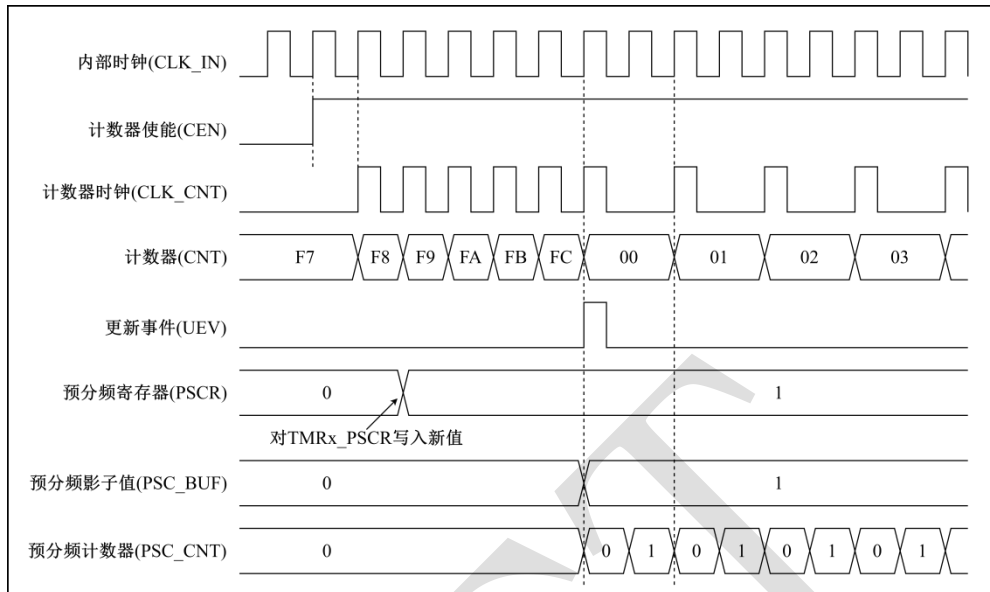 内部时钟(CLK_IN)
计数器使能(CEN)
计数器时钟(CLK_CNT)
计数器(CNT) F7 F8 F9 FA FB FC 00 01 02 03
更新事件(UEV)
预分频寄存器(PSCR) 0 1
对TMRx_PSCR写入新值
预分频影子值(PSC_BUF) 0 1
预分频计数器(PSC_CNT) 0 0 1 0 1 0 1 0 1